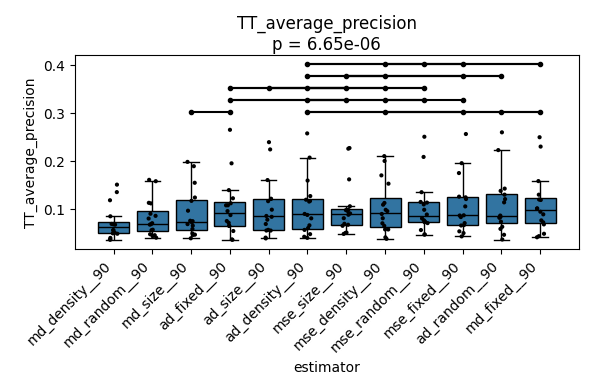 TT_average_precision
p = 6.65e-06
TT_average_precision
0.4
0.3
0.2
0.1
md_density__90
md_random__90
md_size__90
ad_fixed__90
ad_size__90
ad_density__90
mse_size__90
mse_density__90
mse_random__90
mse_fixed__90
ad_random__90
md_fixed__90
estimator